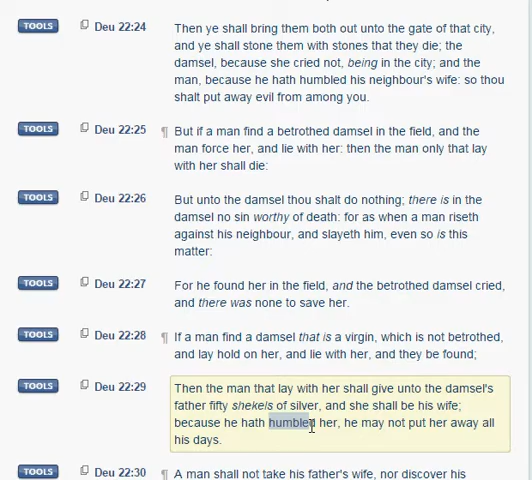 TOOLS Deu 22:24 Then ye shall bring them both out unto the gate of that city,
and ye shall stone them with stones that they die; the
damsel, because she cried not, being in the city; and the
man, because he hath humbled his neighbour's wife: so thou
shalt put away evil from among you.
TOOLS Deu 22:25 ¶ But if a man find a betrothed damsel in the field, and the
man force her, and lie with her: then the man only that lay
with her shall die:
TOOLS Deu 22:26 But unto the damsel thou shalt do nothing; there is in the
damsel no sin worthy of death: for as when a man riseth
against his neighbour, and slayeth him, even so is this
matter:
TOOLS Deu 22:27 For he found her in the field, and the betrothed damsel cried,
and there was none to save her.
TOOLS Deu 22:28 ¶ If a man find a damsel that is a virgin, which is not betrothed,
and lay hold on her, and lie with her, and they be found;
TOOLS Deu 22:29 Then the man that lay with her shall give unto the damsel's
father fifty shekels of silver, and she shall be his wife;
because he hath humbled her, he may not put her away all
his days.
TOOLS Deu 22:30 ¶ A man shall not take his father's wife, nor discover his